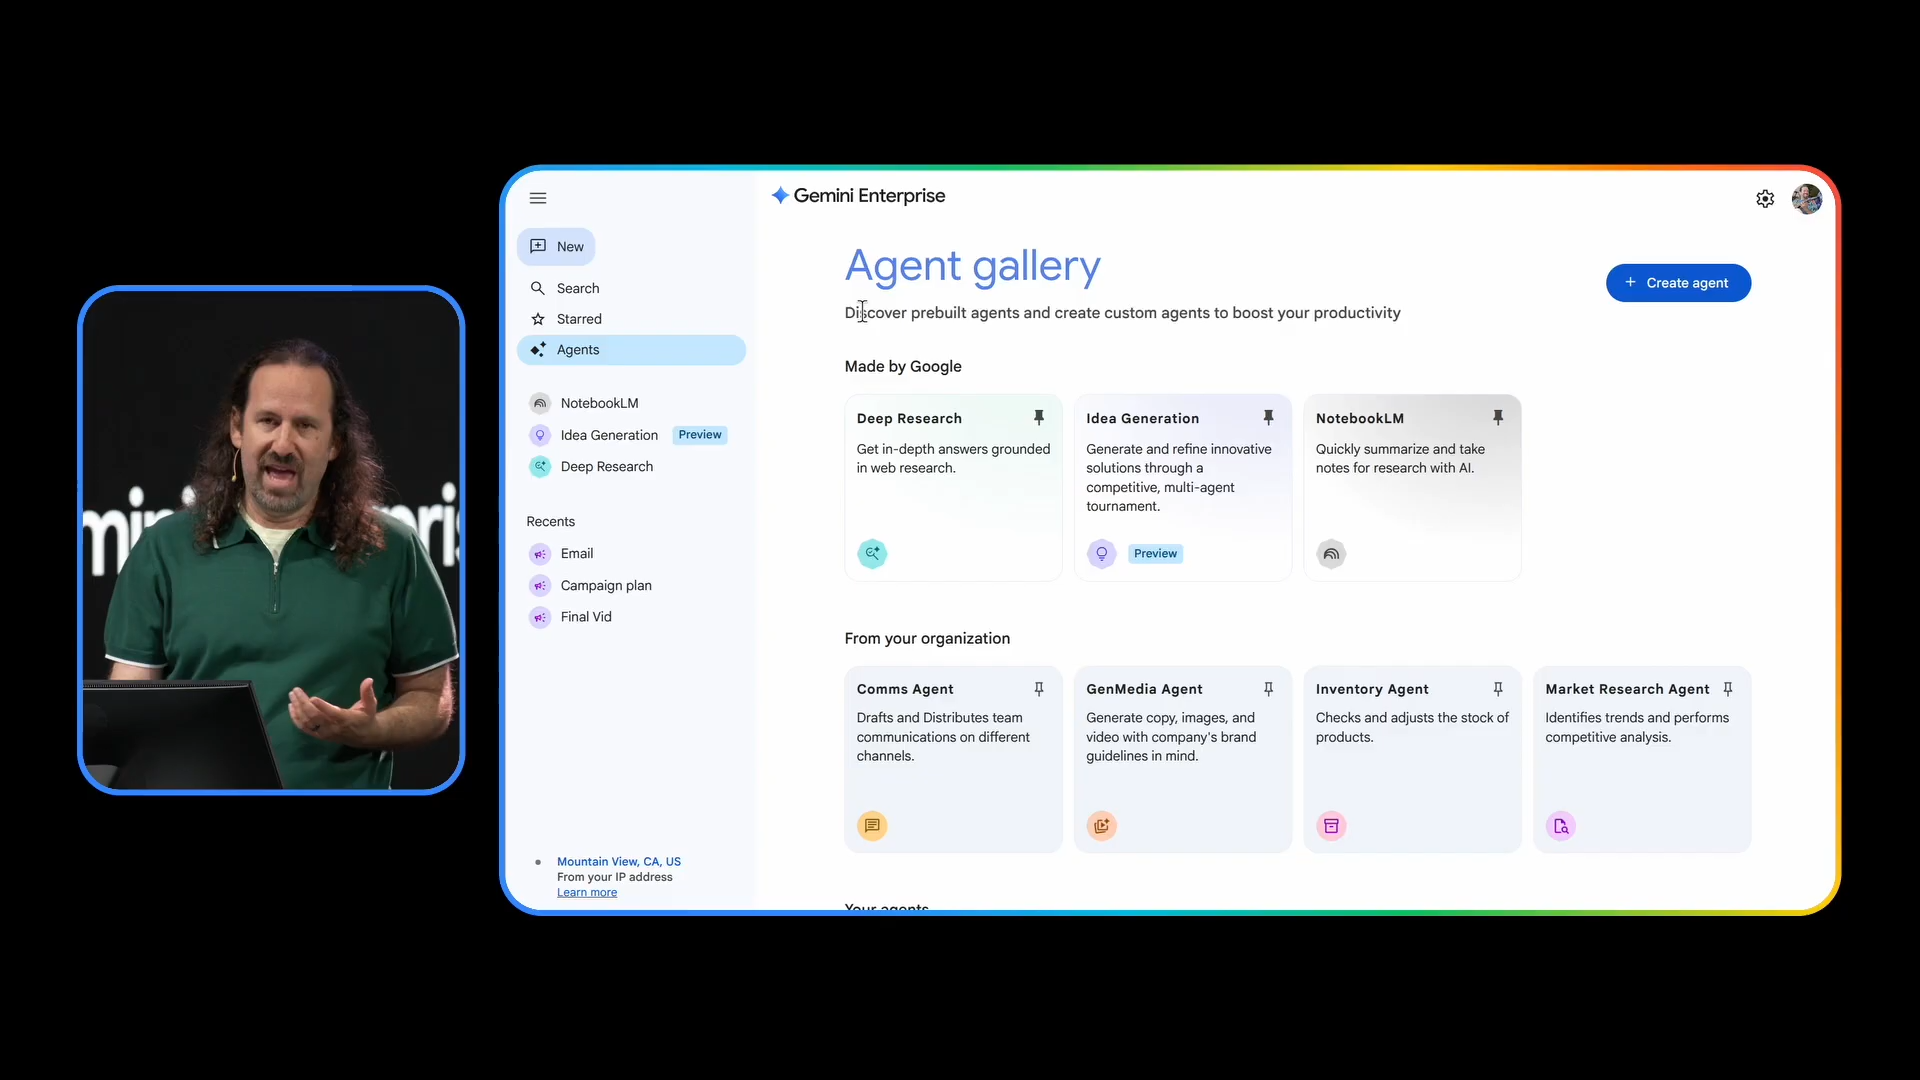 Gemini Enterprise
New
Search
Starred
Agents
NotebookLM
Idea Generation Preview
Deep Research
Recents
Email
Campaign plan
Final Vid
Mountain View, CA, US
From your IP address
Learn more
Agent gallery
Discover prebuilt agents and create custom agents to boost your productivity
+ Create agent
Made by Google
Deep Research
Get in-depth answers grounded
in web research.
Idea Generation
Generate and refine innovative
solutions through a
competitive, multi-agent
tournament.
Preview
NotebookLM
Quickly summarize and take
notes for research with AI.
From your organization
Comms Agent
Drafts and Distributes team
communications on different
channels.
GenMedia Agent
Generate copy, images, and
video with company's brand
guidelines in mind.
Inventory Agent
Checks and adjusts the stock of
products.
Market Research Agent
Identifies trends and performs
competitive analysis.
Your agents